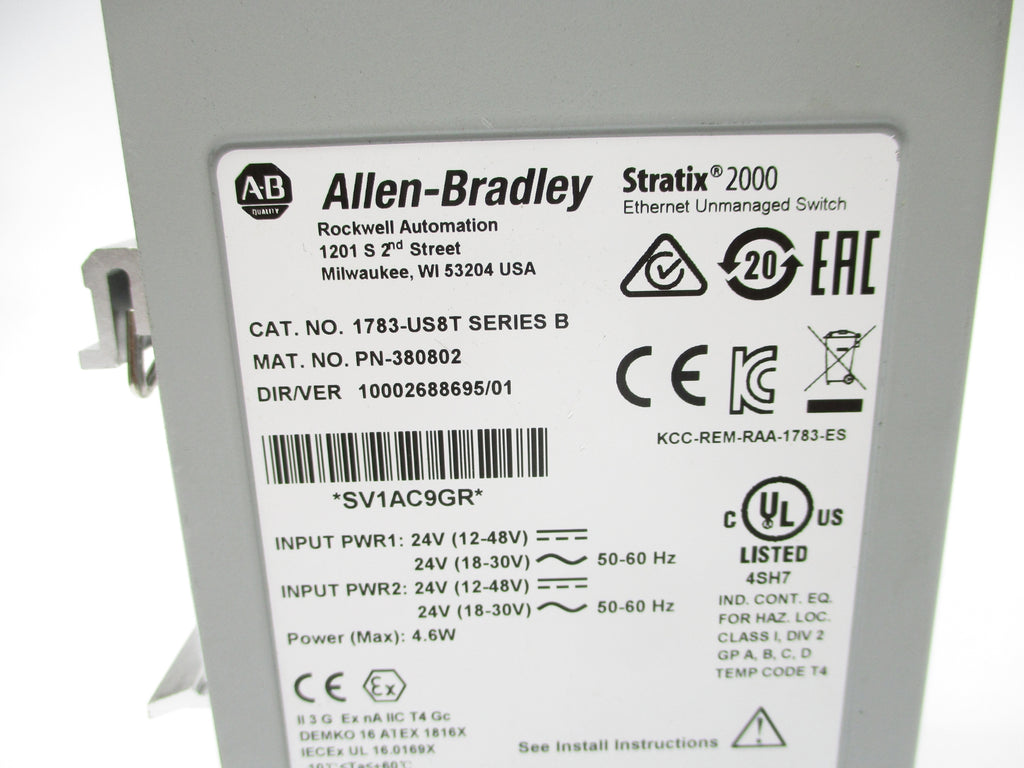 A-B
QUALITY
Allen-Bradley
Stratix® 2000
Ethernet Unmanaged Switch
Rockwell Automation
1201 S 2nd Street
Milwaukee, WI 53204 USA
20
EAC
CAT. NO. 1783-US8T SERIES B
MAT. NO. PN-380802
DIR/VER 10002688695/01
CE
KC
KCC-REM-RAA-1783-ES
*SV1AC9GR*
C UL US
LISTED
4SH7
IND. CONT. EQ.
FOR HAZ. LOC.
CLASS I, DIV 2
GP A, B, C, D
TEMP CODE T4
INPUT PWR1: 24V (12-48V)
24V (18-30V) 50-60 Hz
INPUT PWR2: 24V (12-48V)
24V (18-30V) 50-60 Hz
Power (Max): 4.6W
CE Ex
II 3 G Ex nA IIC T4 Gc
DEMKO 16 ATEX 1816X
IECEx UL 16.0169X
-10°C≤Ta≤+60°C
See Install Instructions